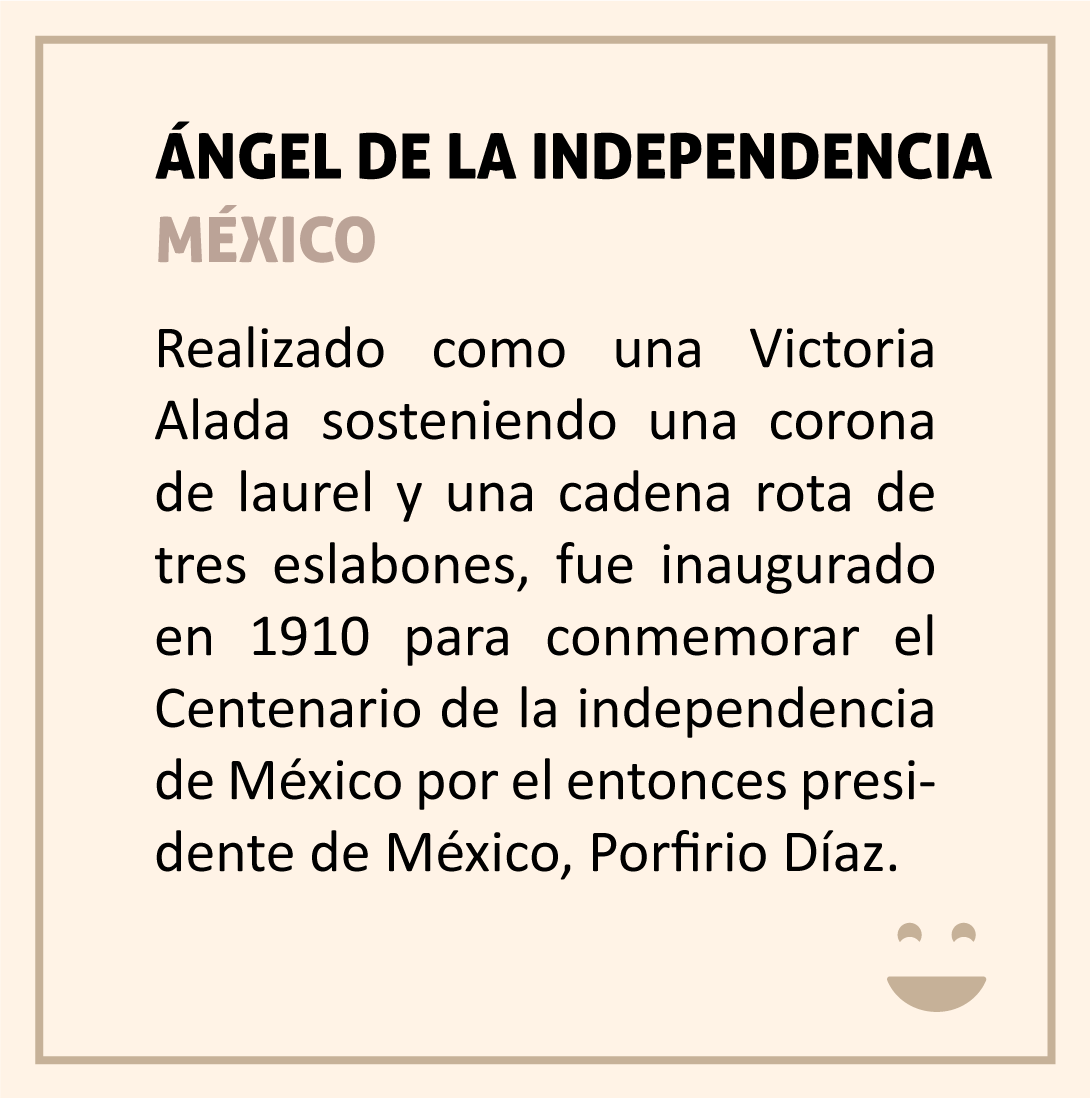 ÁNGEL DE LA INDEPENDENCIA
MÉXICO
Realizado como una Victoria
Alada sosteniendo una corona
de laurel y una cadena rota de
tres eslabones, fue inaugurado
en 1910 para conmemorar el
Centenario de la independencia
de México por el entonces presi-
dente de México, Porfirio Díaz.